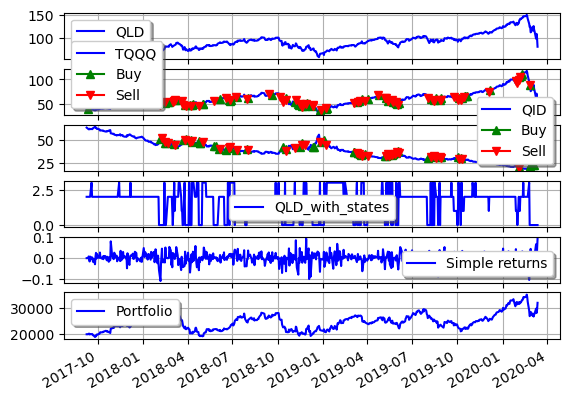 150
QLD
100
TQQQ
Buy
Sell
100
50
QID
Buy
Sell
50
25
2.5
QLD_with_states
0.0
0.1
0.0
Simple returns
−0.1
Portfolio
30000
20000
2017-10
2018-01
2018-04
2018-07
2018-10
2019-01
2019-04
2019-07
2019-10
2020-01
2020-04